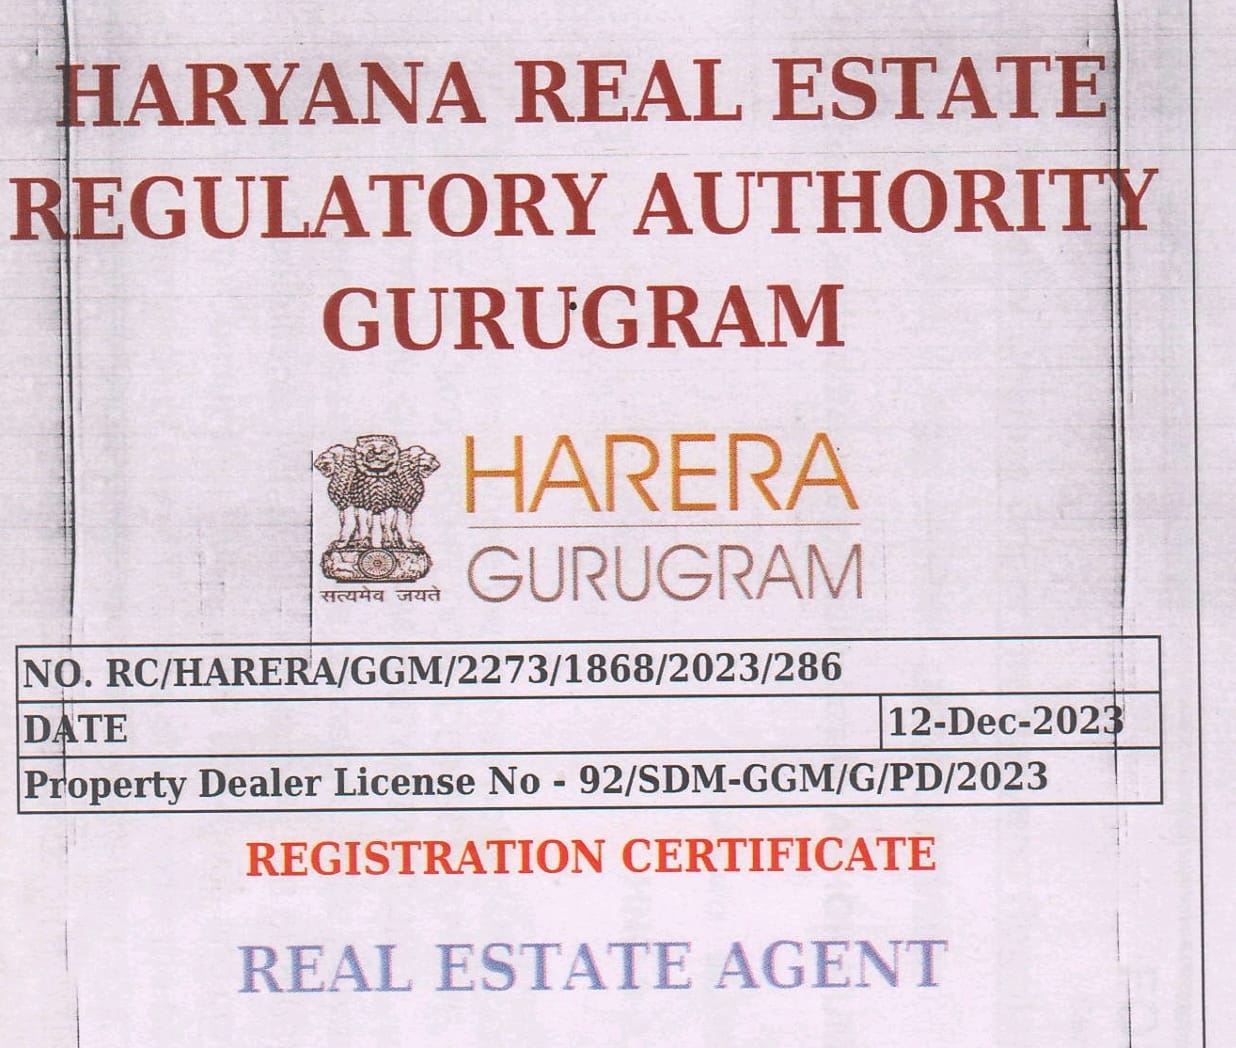 HARYANA REAL ESTATE
REGULATORY AUTHORITY
GURUGRAM
HARERA
GURUGRAM
सत्यमेव जयते
NO. RC/HARERA/GGM/2273/1868/2023/286
DATE 12-Dec-2023
Property Dealer License No - 92/SDM-GGM/G/PD/2023
REGISTRATION CERTIFICATE
REAL ESTATE AGENT